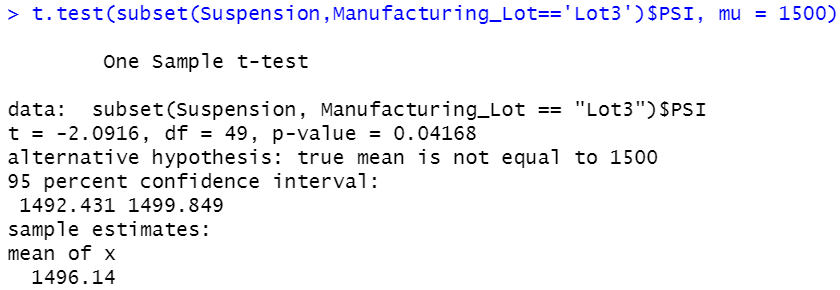 > t.test(subset(Suspension,Manufacturing_Lot=='Lot3')$PSI, mu = 1500)
One Sample t-test
data:  subset(Suspension, Manufacturing_Lot == "Lot3")$PSI
t = -2.0916, df = 49, p-value = 0.04168
alternative hypothesis: true mean is not equal to 1500
95 percent confidence interval:
1492.431 1499.849
sample estimates:
mean of x
1496.14